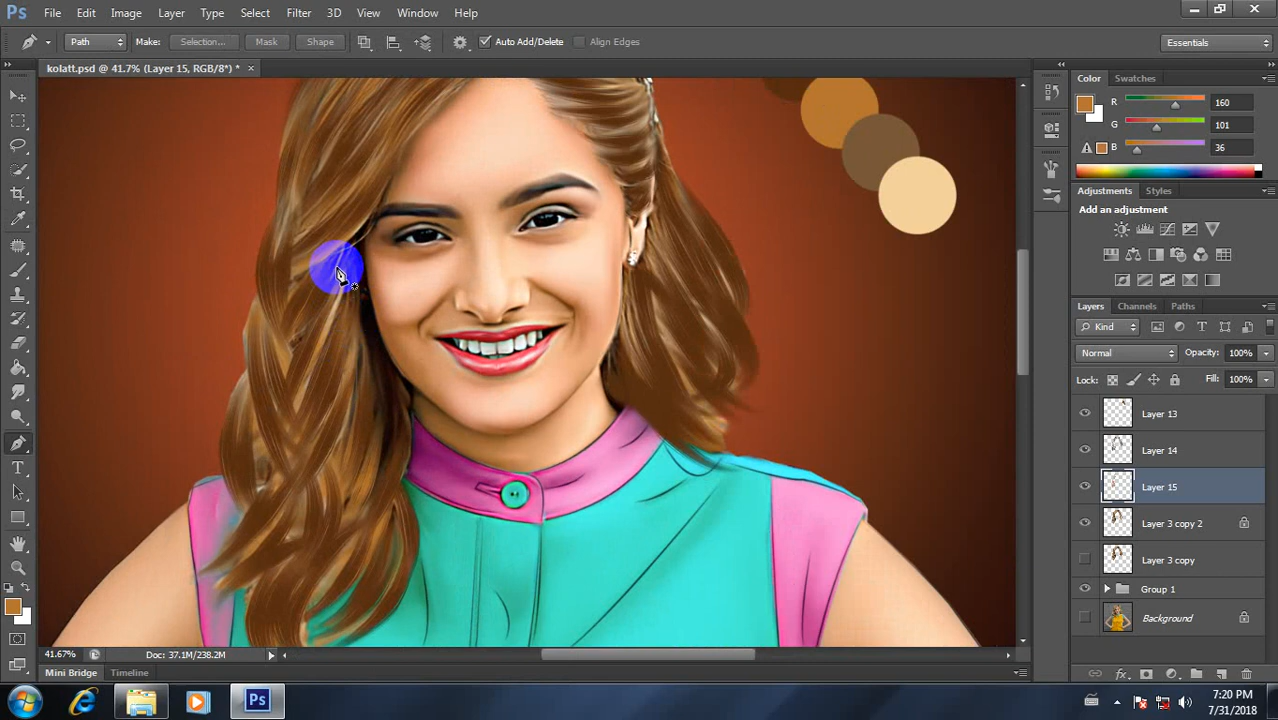 Ps File Edit Image Layer Type Select Filter 3D View Window Help
Path Make: Selection... Mask Shape Auto Add/Delete Align Edges Essentials
kolatt.psd @ 41.7% (Layer 15, RGB/8*) *
Color Swatches
R 160
G 101
B 36
Adjustments Styles
Add an adjustment
Layers Channels Paths
Kind
Normal Opacity: 100%
Lock: Fill: 100%
Layer 13
Layer 14
Layer 15
Layer 3 copy 2
Layer 3 copy
Group 1
Background
41.67% Doc: 37.1M/238.2M
Mini Bridge Timeline
Ps
7:20 PM
7/31/2018